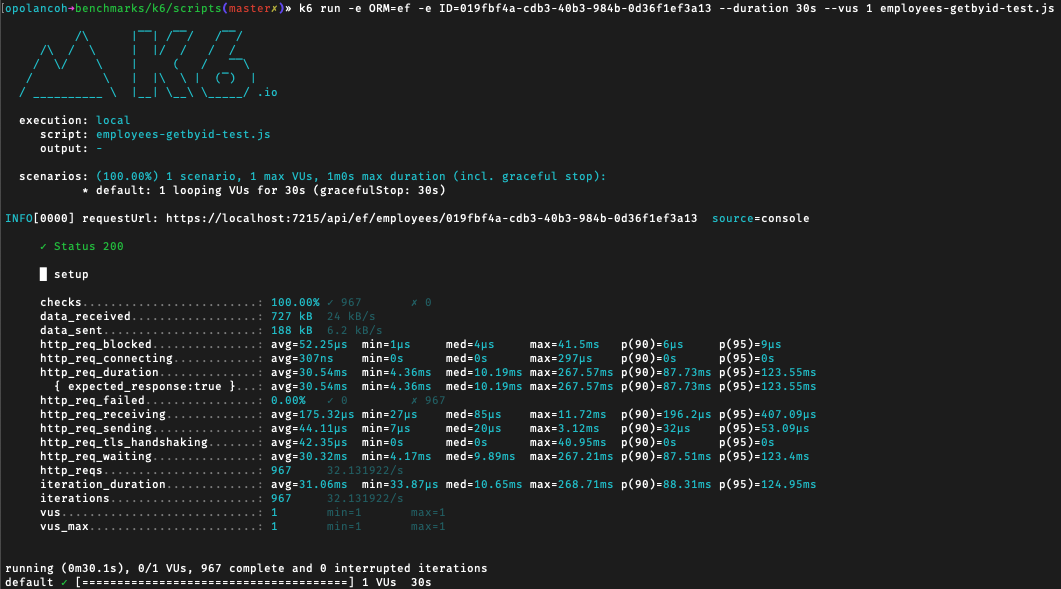 [opolancoh→benchmarks/k6/scripts(master✗)» k6 run -e ORM=ef -e ID=019fbf4a-cdb3-40b3-984b-0d36f1ef3a13 --duration 30s --vus 1 employees-getbyid-test.js
          /\      |‾‾| /‾‾/   /‾‾/
     /\  /  \     |  |/  /   /  /
    /  \/    \    |     (   /   ‾‾\
   /          \   |  |\  \ |  (‾)  |
  / __________ \  |__| \__\ \_____/ .io
  execution: local
     script: employees-getbyid-test.js
     output: -
  scenarios: (100.00%) 1 scenario, 1 max VUs, 1m0s max duration (incl. graceful stop):
           * default: 1 looping VUs for 30s (gracefulStop: 30s)
INFO[0000] requestUrl: https://localhost:7215/api/ef/employees/019fbf4a-cdb3-40b3-984b-0d36f1ef3a13  source=console
     ✓ Status 200
     █ setup
     checks.........................: 100.00% ✓ 967       ✗ 0
     data_received..................: 727 kB  24 kB/s
     data_sent......................: 188 kB  6.2 kB/s
     http_req_blocked...............: avg=52.25µs  min=1µs     med=4µs     max=41.5ms   p(90)=6µs     p(95)=9µs
     http_req_connecting............: avg=307ns    min=0s      med=0s      max=297µs    p(90)=0s      p(95)=0s
     http_req_duration..............: avg=30.54ms  min=4.36ms  med=10.19ms max=267.57ms p(90)=87.73ms p(95)=123.55ms
       { expected_response:true }...: avg=30.54ms  min=4.36ms  med=10.19ms max=267.57ms p(90)=87.73ms p(95)=123.55ms
     http_req_failed................: 0.00%   ✓ 0         ✗ 967
     http_req_receiving.............: avg=175.32µs min=27µs    med=85µs    max=11.72ms  p(90)=196.2µs p(95)=407.09µs
     http_req_sending...............: avg=44.11µs  min=7µs     med=20µs    max=3.12ms   p(90)=32µs    p(95)=53.09µs
     http_req_tls_handshaking.......: avg=42.35µs  min=0s      med=0s      max=40.95ms  p(90)=0s      p(95)=0s
     http_req_waiting...............: avg=30.32ms  min=4.17ms  med=9.89ms  max=267.21ms p(90)=87.51ms p(95)=123.4ms
     http_reqs......................: 967     32.131922/s
     iteration_duration.............: avg=31.06ms  min=33.87µs med=10.65ms max=268.71ms p(90)=88.31ms p(95)=124.95ms
     iterations.....................: 967     32.131922/s
     vus............................: 1       min=1       max=1
     vus_max........................: 1       min=1       max=1
running (0m30.1s), 0/1 VUs, 967 complete and 0 interrupted iterations
default ✓ [======================================] 1 VUs  30s